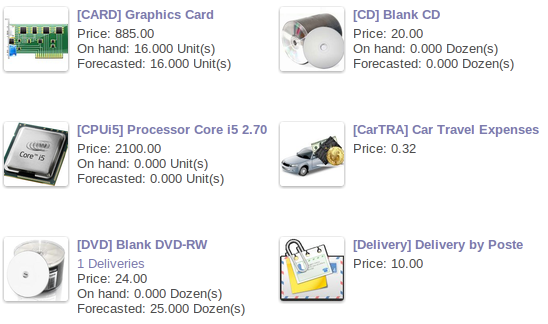 [CARD] Graphics Card
Price: 885.00
On hand: 16.000 Unit(s)
Forecasted: 16.000 Unit(s)
[CD] Blank CD
Price: 20.00
On hand: 0.000 Dozen(s)
Forecasted: 0.000 Dozen(s)
[CPUi5] Processor Core i5 2.70
Price: 2100.00
On hand: 0.000 Unit(s)
Forecasted: 0.000 Unit(s)
Core™ i5
[CarTRA] Car Travel Expenses
Price: 0.32
[DVD] Blank DVD-RW
1 Deliveries
Price: 24.00
On hand: 0.000 Dozen(s)
Forecasted: 25.000 Dozen(s)
[Delivery] Delivery by Poste
Price: 10.00